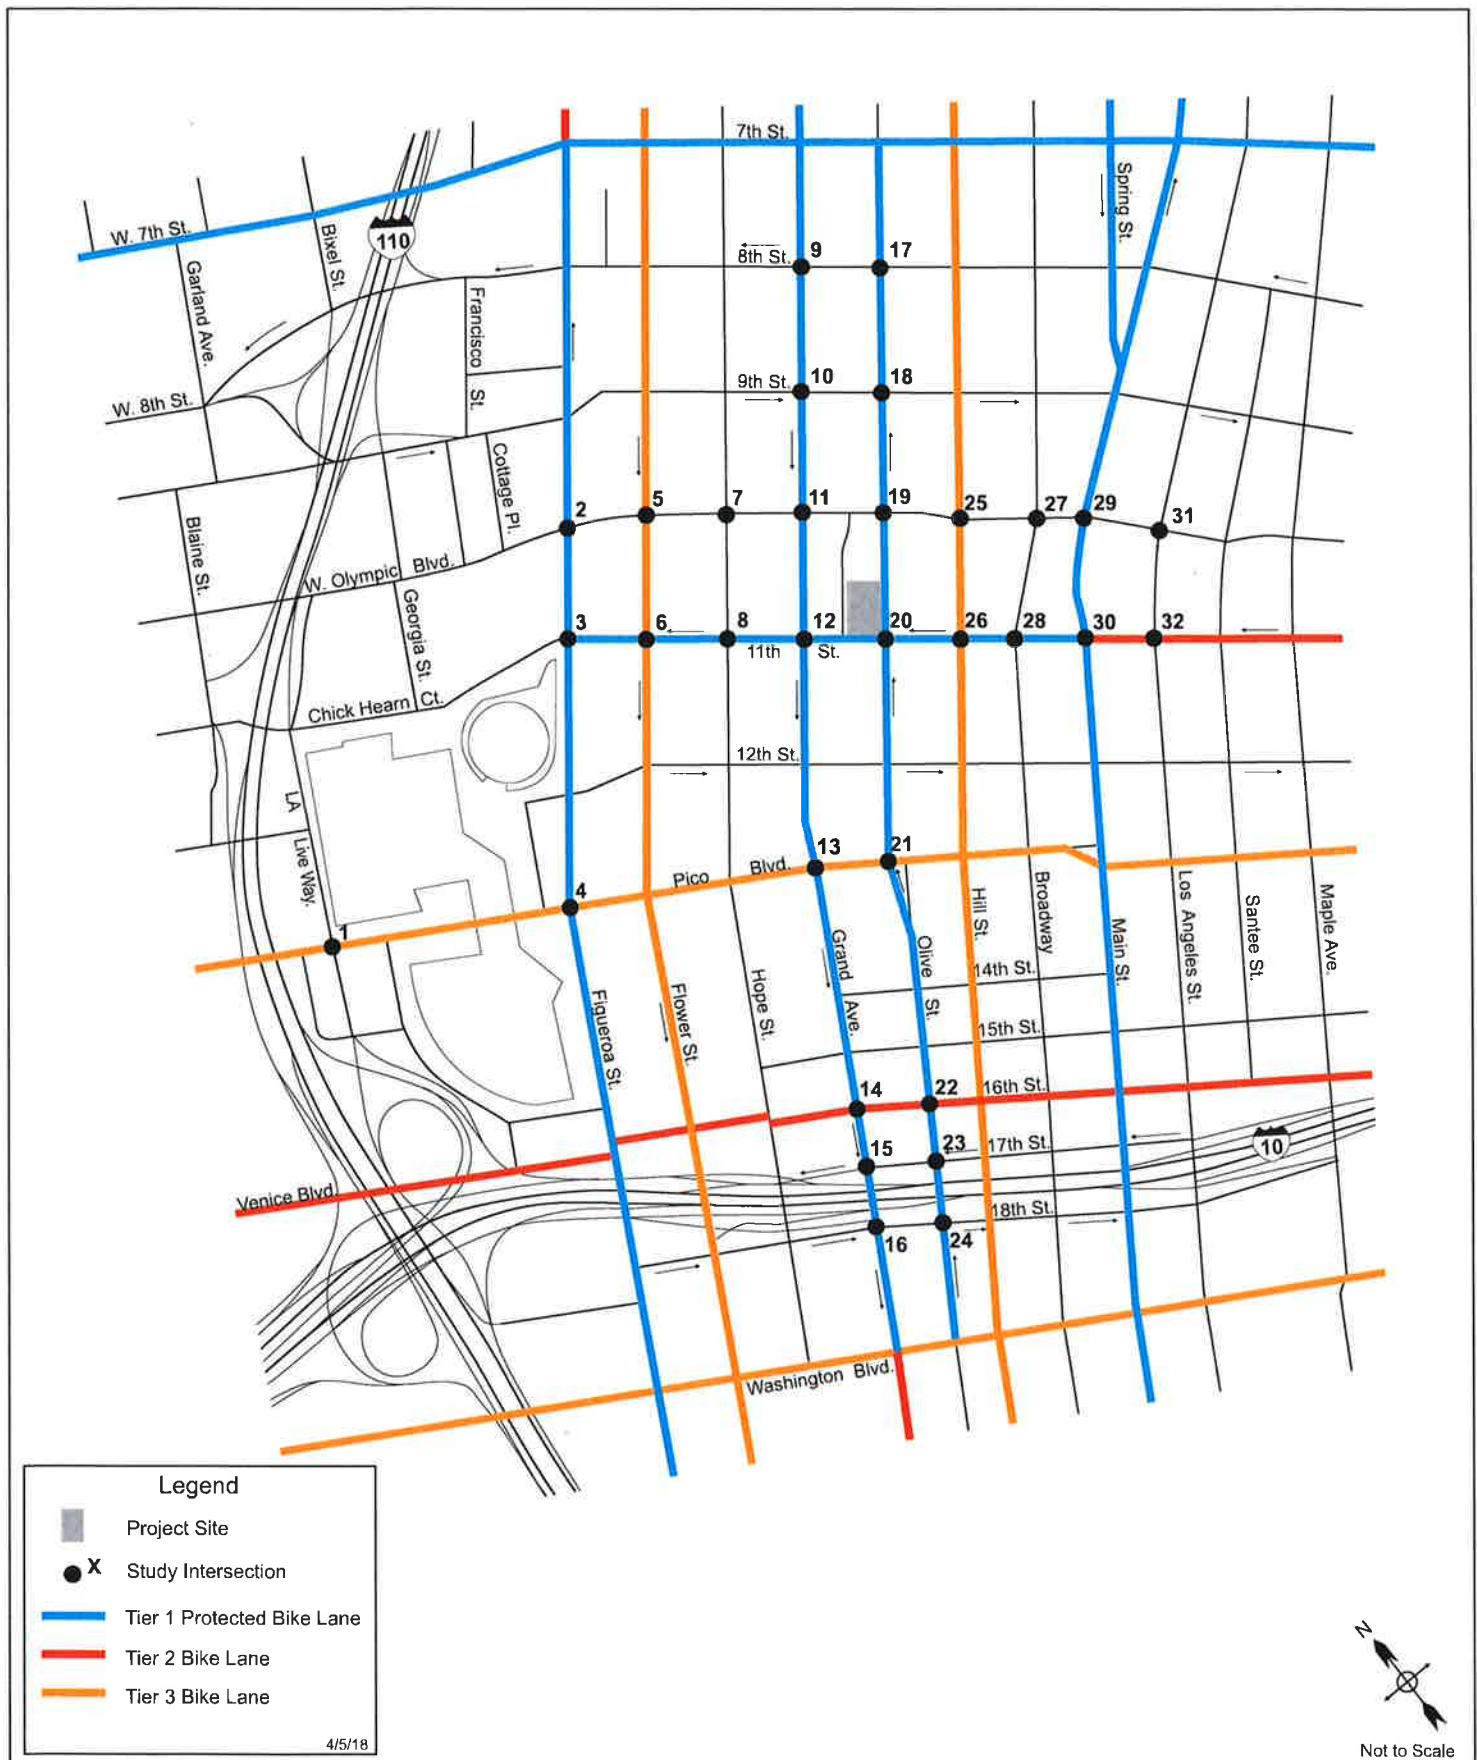 7th St.
W. 7th St.
Bixel St.
110
Garland Ave.
Spring St.
8th St.
9
17
Francisco St.
W. 8th St.
9th St.
10
18
Cottage Pl.
2
5
7
11
19
25
27
29
31
Blaine St.
W. Olympic Blvd.
Georgia St.
3
6
8
12
20
26
28
30
32
11th St.
Chick Hearn Ct.
12th St.
LA Live Way.
13
21
Pico Blvd.
4
1
Hill St.
Broadway
Main St.
Los Angeles St.
Santee St.
Maple Ave.
Grand Ave.
Olive St.
14th St.
Figueroa St.
Flower St.
Hope St.
15th St.
14
22
16th St.
15
23
17th St.
10
Venice Blvd.
18th St.
16
24
Washington Blvd.
Legend
Project Site
X
Study Intersection
Tier 1 Protected Bike Lane
Tier 2 Bike Lane
Tier 3 Bike Lane
4/5/18
N
Not to Scale